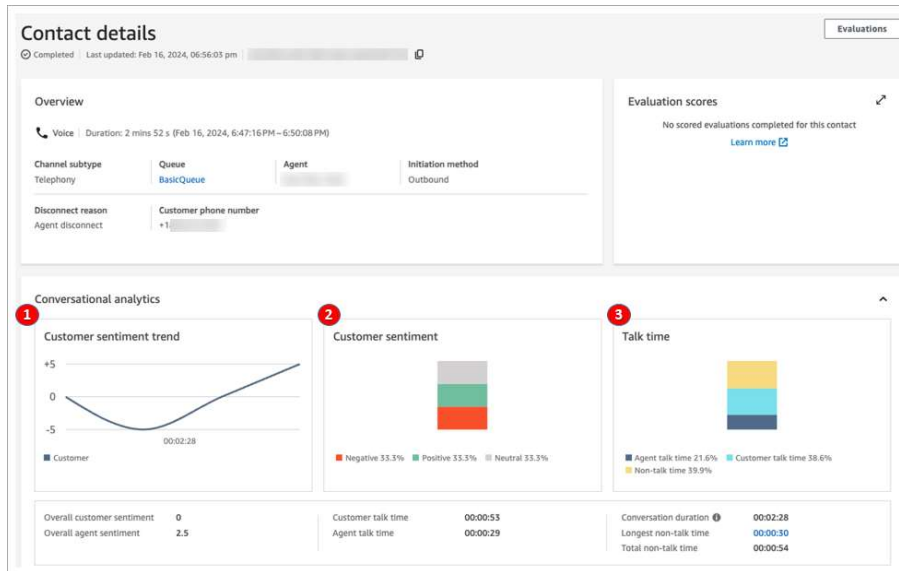 Contact details
Evaluations
Completed Last updated: Feb 16, 2024, 06:56:03 pm
Overview
Voice Duration: 2 mins 52 s (Feb 16, 2024, 6:47:16 PM – 6:50:08 PM)
Channel subtype Queue Agent Initiation method
Telephony BasicQueue Outbound
Disconnect reason Customer phone number
Agent disconnect +1
Evaluation scores
No scored evaluations completed for this contact
Learn more
Conversational analytics
1
Customer sentiment trend
+5
0
-5
00:02:28
Customer
2
Customer sentiment
Negative 33.3% Positive 33.3% Neutral 33.3%
3
Talk time
Agent talk time 21.6% Customer talk time 38.6%
Non-talk time 39.9%
Overall customer sentiment 0
Overall agent sentiment 2.5
Customer talk time 00:00:53
Agent talk time 00:00:29
Conversation duration 00:02:28
Longest non-talk time 00:00:30
Total non-talk time 00:00:54